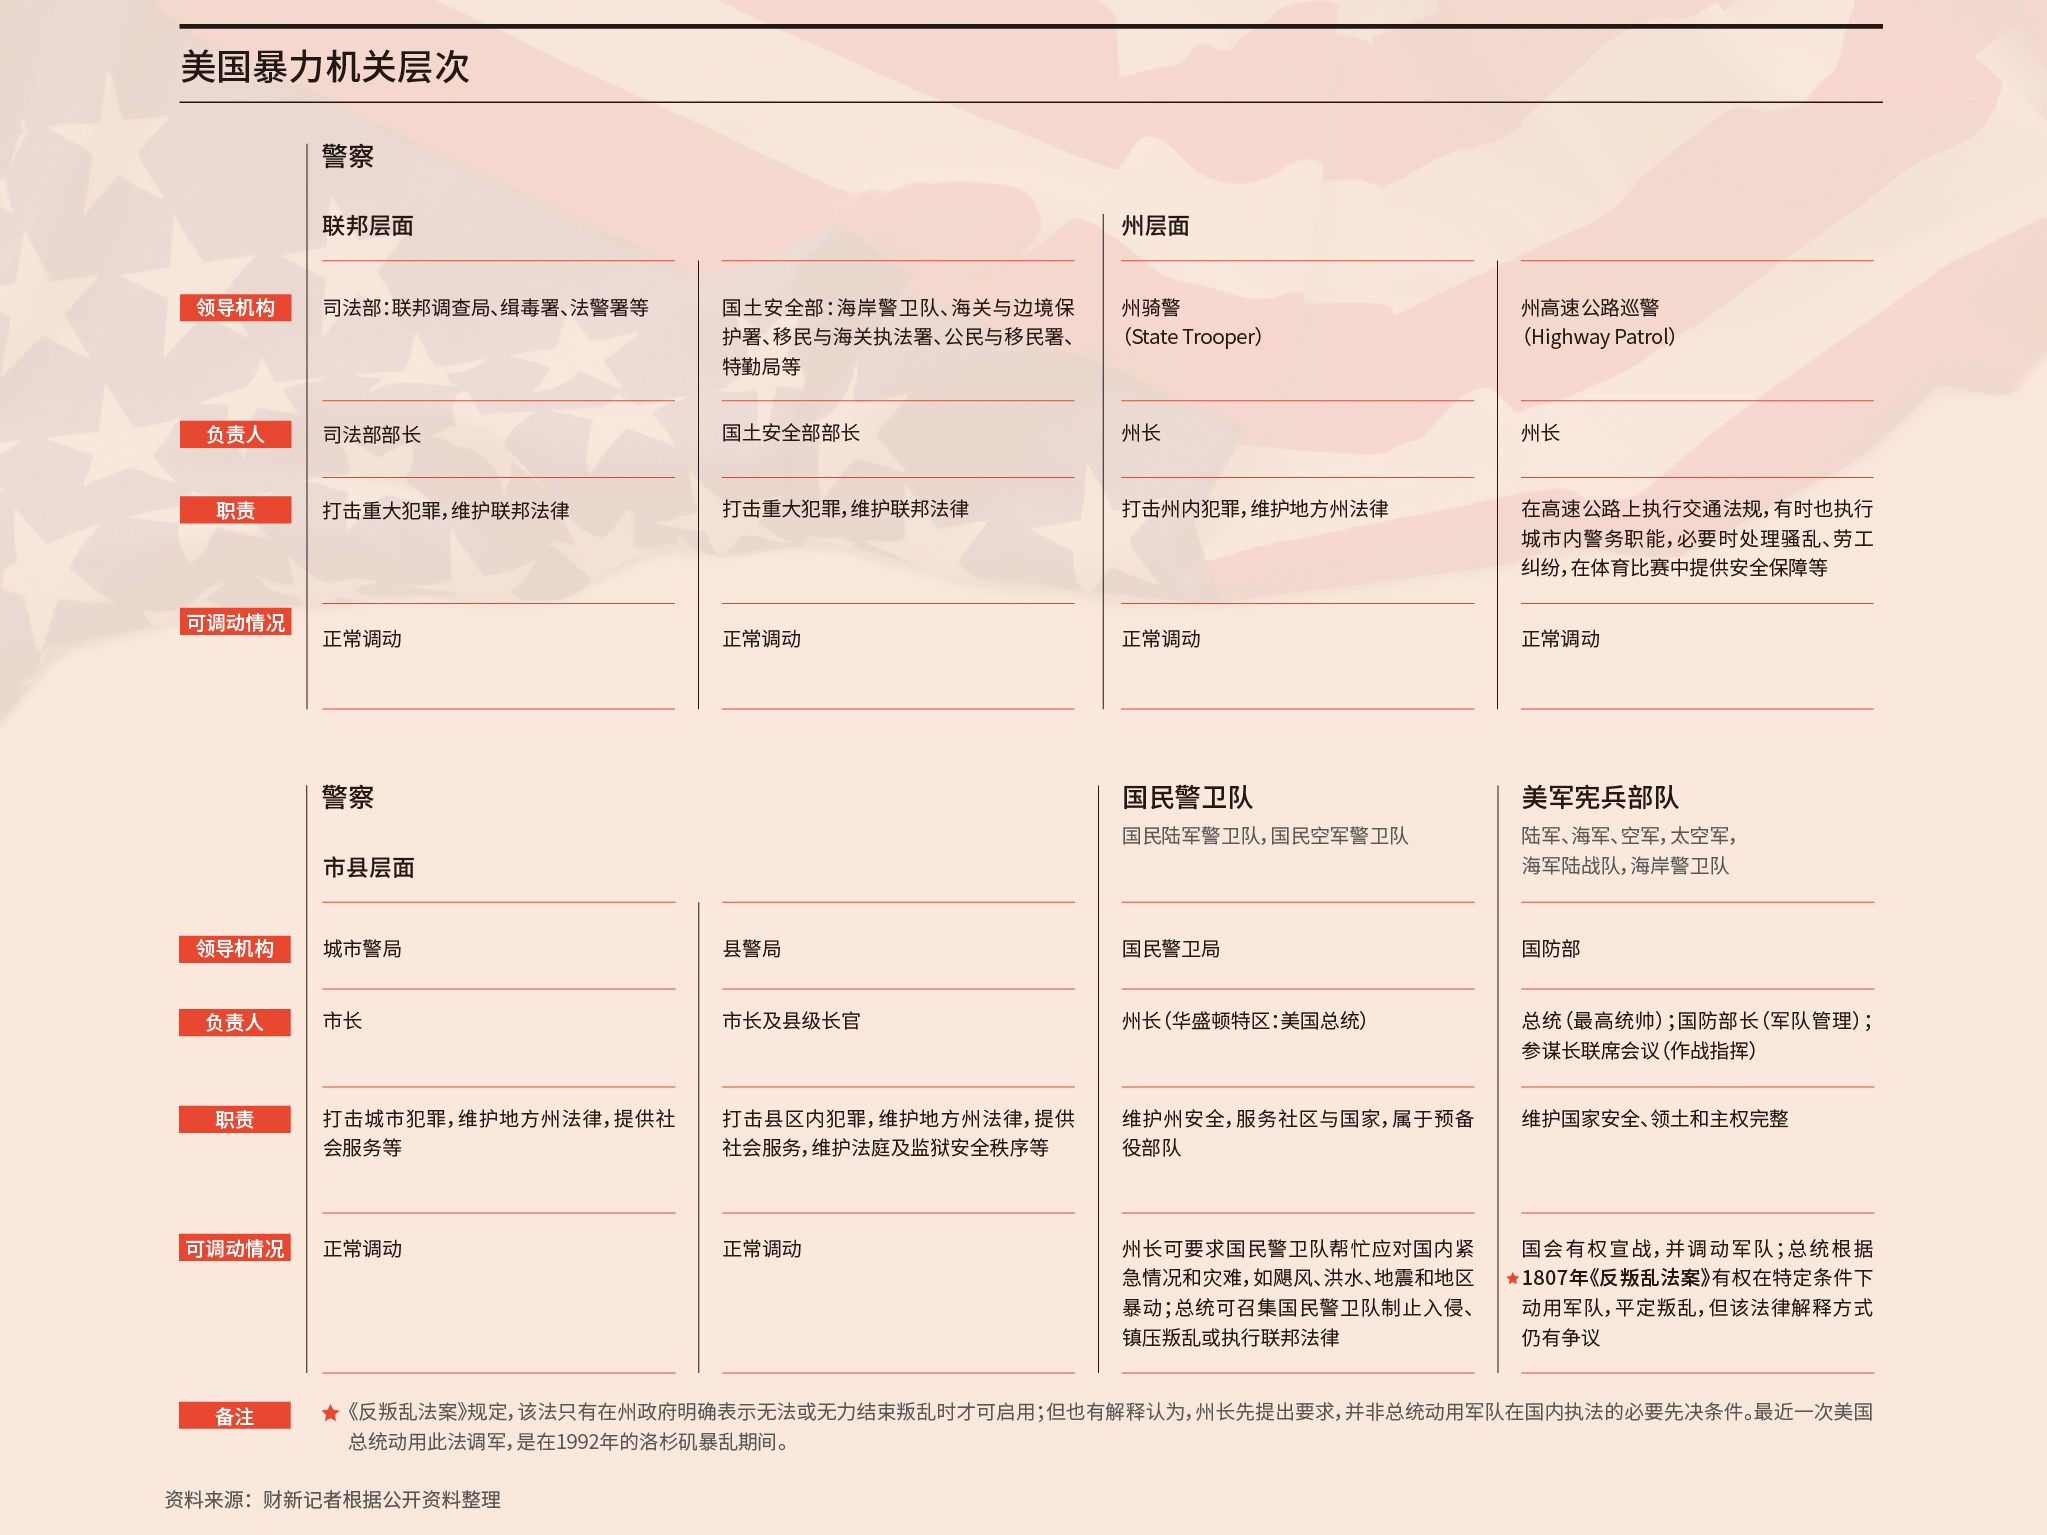 美国暴力机关层次
警察
联邦层面
州层面
领导机构
司法部：联邦调查局、缉毒署、法警署等
国土安全部：海岸警卫队、海关与边境保
护署、移民与海关执法署、公民与移民署、
特勤局等
州骑警
（State Trooper）
州高速公路巡警
（Highway Patrol）
负责人
司法部部长
国土安全部部长
州长
州长
职责
打击重大犯罪，维护联邦法律
打击重大犯罪，维护联邦法律
打击州内犯罪，维护地方州法律
在高速公路上执行交通法规，有时也执行
城市内警务职能，必要时处理骚乱、劳工
纠纷，在体育比赛中提供安全保障等
可调动情况
正常调动
正常调动
正常调动
正常调动
警察
市县层面
国民警卫队
国民陆军警卫队，国民空军警卫队
美军宪兵部队
陆军、海军、空军，太空军，
海军陆战队，海岸警卫队
领导机构
城市警局
县警局
国民警卫局
国防部
负责人
市长
市长及县级长官
州长（华盛顿特区：美国总统）
总统（最高统帅）；国防部长（军队管理）；
参谋长联席会议（作战指挥）
职责
打击城市犯罪，维护地方州法律，提供社
会服务等
打击县区内犯罪，维护地方州法律，提供
社会服务，维护法庭及监狱安全秩序等
维护州安全，服务社区与国家，属于预备
役部队
维护国家安全、领土和主权完整
可调动情况
正常调动
正常调动
州长可要求国民警卫队帮忙应对国内紧
急情况和灾难，如飓风、洪水、地震和地区
暴动；总统可召集国民警卫队制止入侵、
镇压叛乱或执行联邦法律
国会有权宣战，并调动军队；总统根据
★1807年《反叛乱法案》有权在特定条件下
动用军队，平定叛乱，但该法律解释方式
仍有争议
备注
★《反叛乱法案》规定，该法只有在州政府明确表示无法或无力结束叛乱时才可启用；但也有解释认为，州长先提出要求，并非总统动用军队在国内执法的必要先决条件。最近一次美国
总统动用此法调军，是在1992年的洛杉矶暴乱期间。
资料来源：财新记者根据公开资料整理